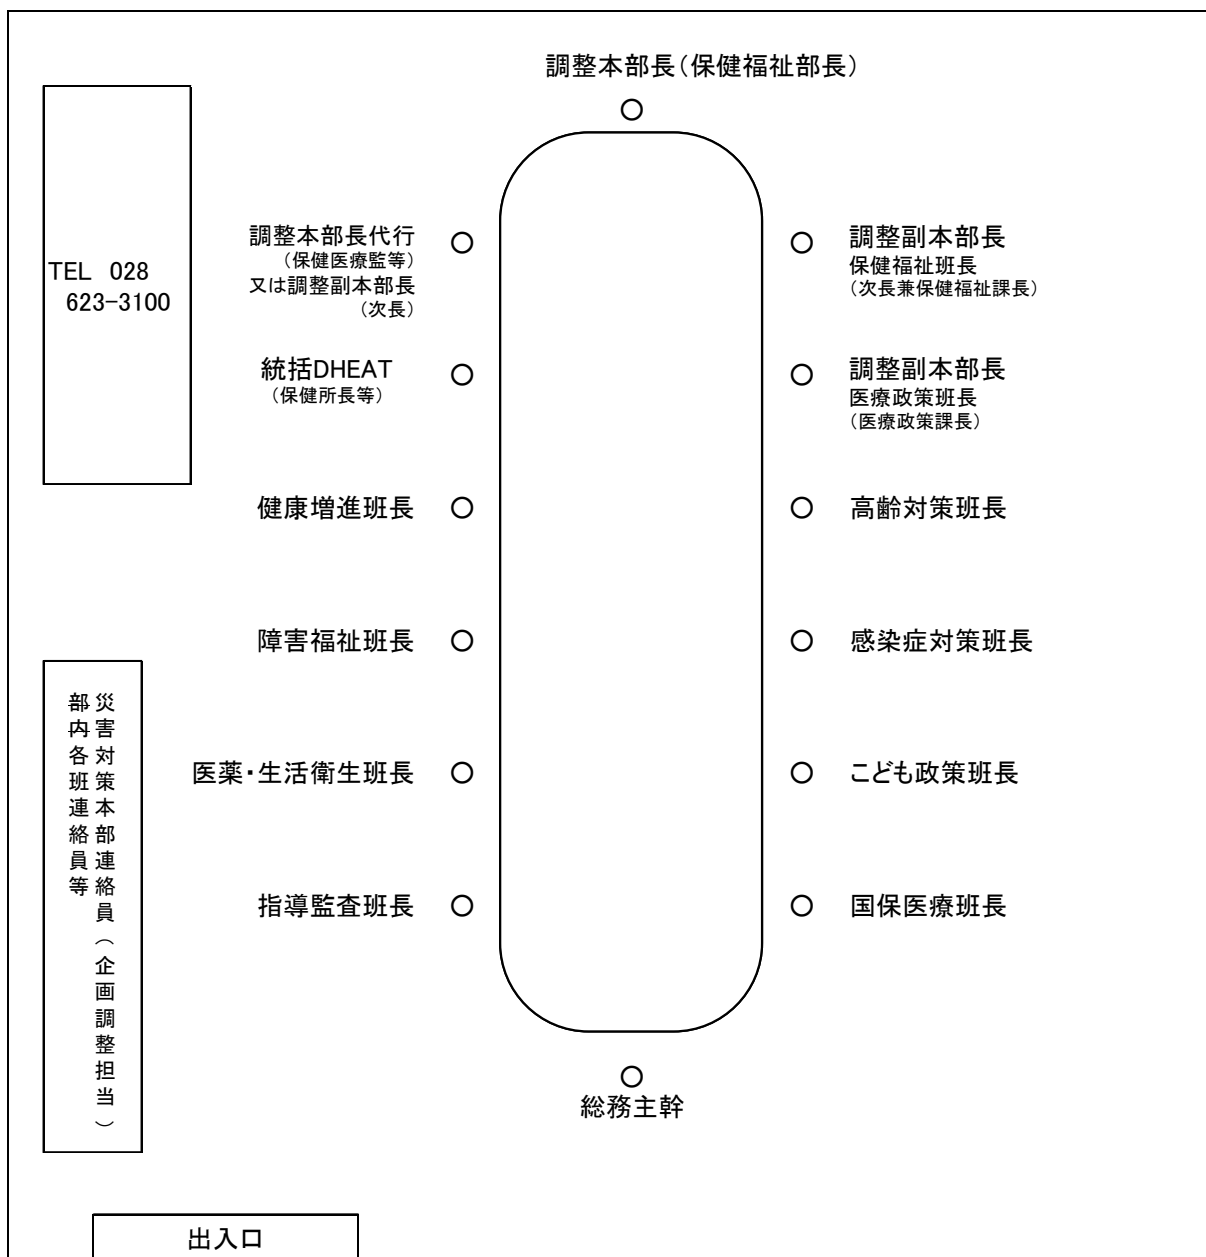 調整本部長（保健福祉部長）
TEL 028
623-3100
調整本部長代行
（保健医療監等）
又は調整副本部長
（次長）
調整副本部長
保健福祉班長
（次長兼保健福祉課長）
統括DHEAT
（保健所長等）
調整副本部長
医療政策班長
（医療政策課長）
健康増進班長
高齢対策班長
障害福祉班長
感染症対策班長
災害対策本部連絡員（企画調整担当）
部内各班連絡員等
医薬・生活衛生班長
こども政策班長
指導監査班長
国保医療班長
総務主幹
出入口